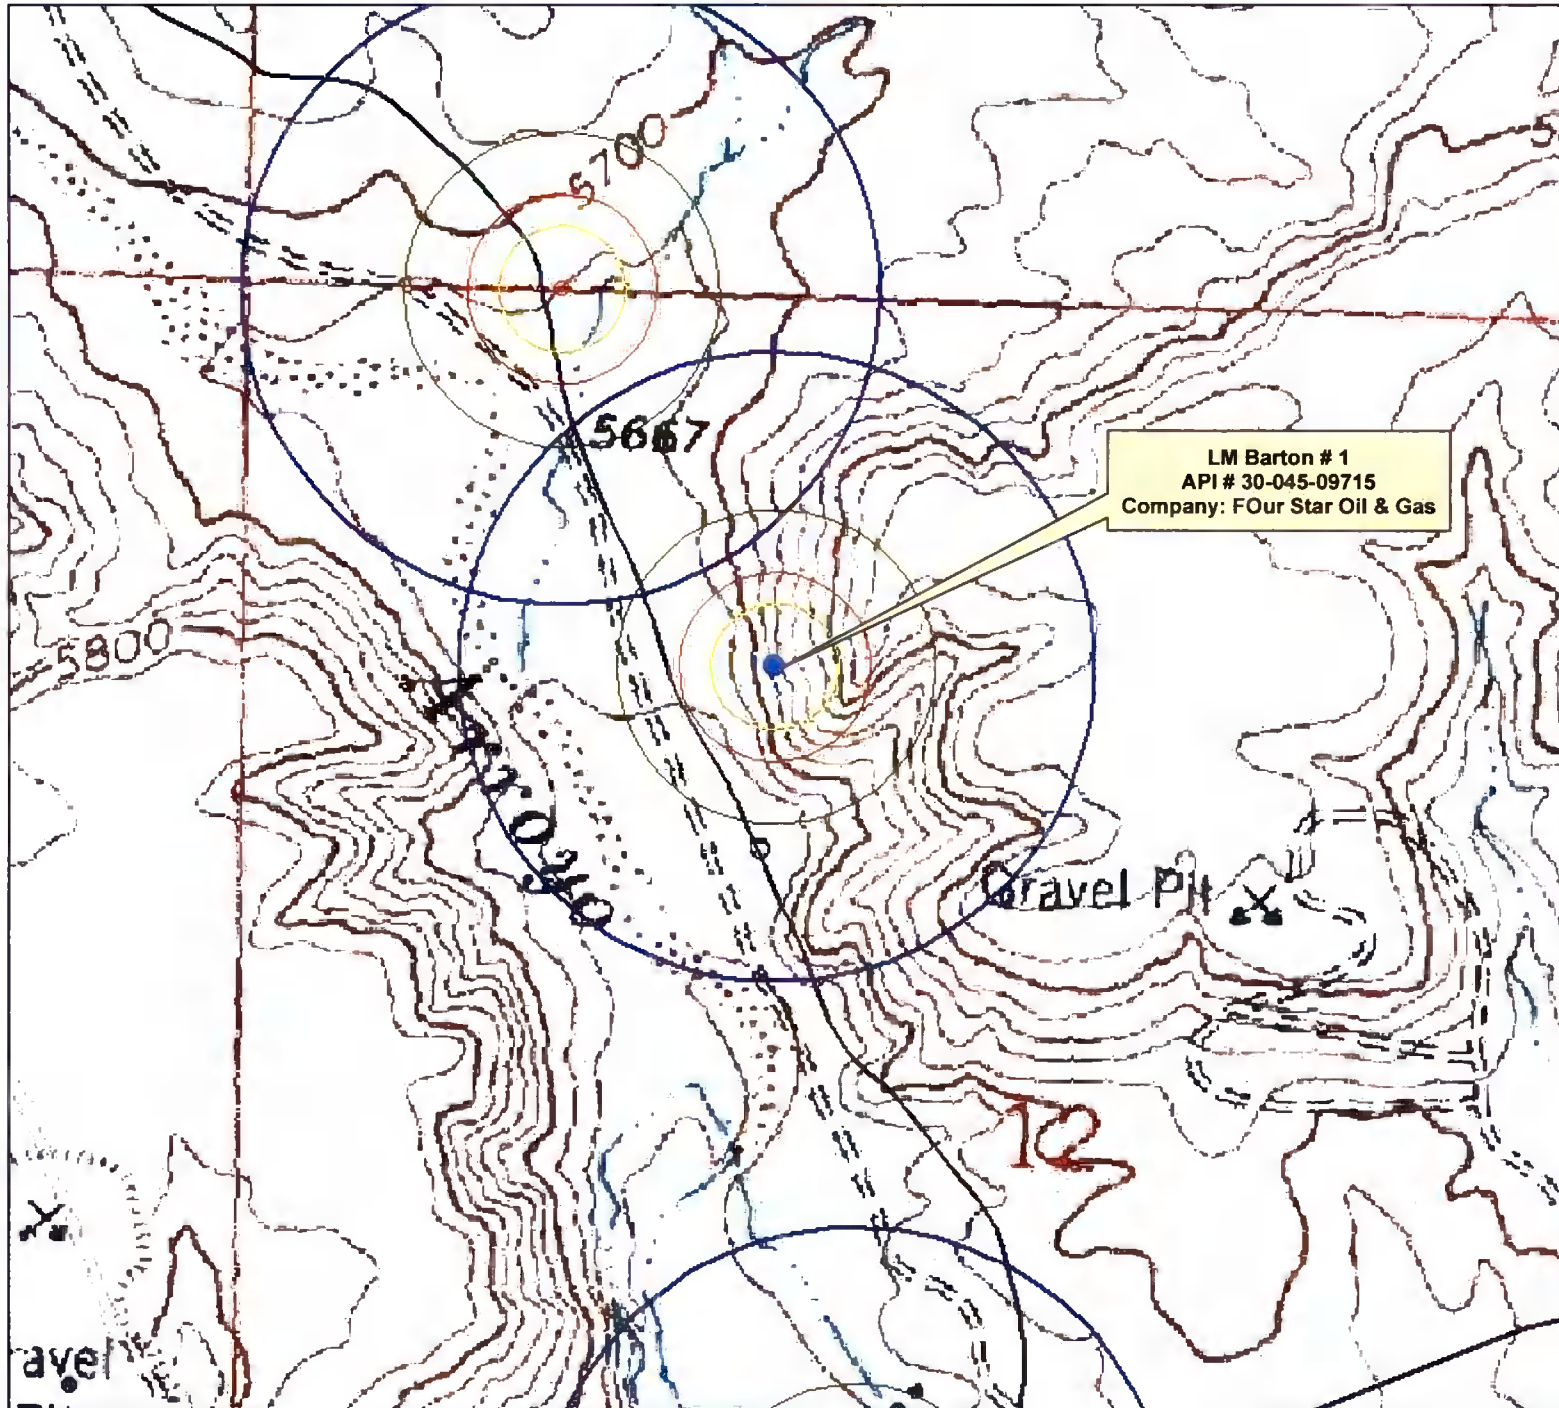 5700
5667
LM Barton # 1
API # 30-045-09715
Company: FOur Star Oil & Gas
5800
Arroyo
Gravel Pit
12
avel